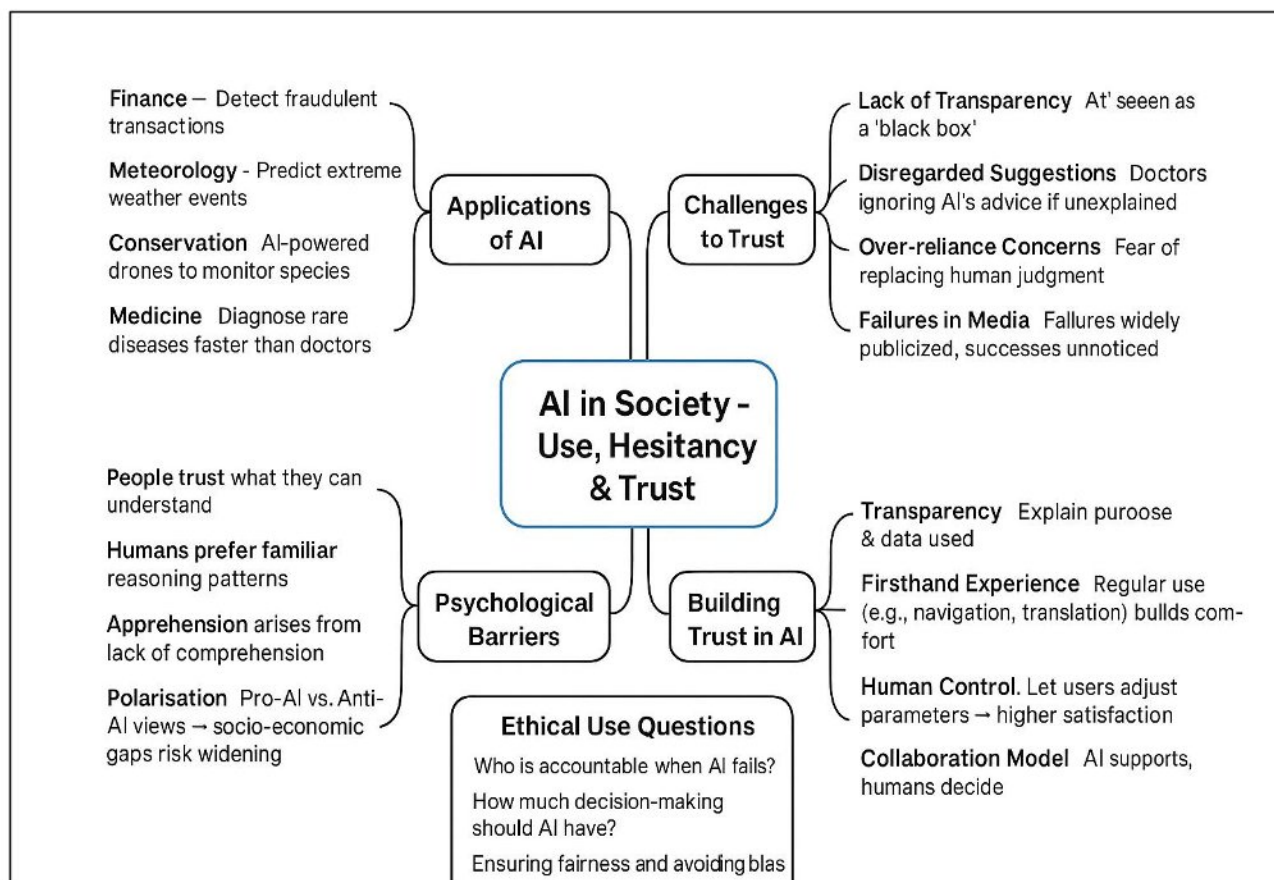 Finance – Detect fraudulent
transactions
Meteorology - Predict extreme
weather events
Conservation AI-powered
drones to monitor species
Medicine Diagnose rare
diseases faster than doctors
Applications
of AI
Challenges
to Trust
Lack of Transparency At' seeen as
a 'black box'
Disregarded Suggestions Doctors
ignoring AI's advice if unexplained
Over-reliance Concerns Fear of
replacing human judgment
Failures in Media Fallures widely
publicized, successes unnoticed
AI in Society -
Use, Hesitancy
& Trust
People trust what they can
understand
Humans prefer familiar
reasoning patterns
Apprehension arises from
lack of comprehension
Polarisation Pro-AI vs. Anti-
AI views → socio-economic
gaps risk widening
Psychological
Barriers
Building
Trust in AI
Transparency Explain puroose
& data used
Firsthand Experience Regular use
(e.g., navigation, translation) bullds com-
fort
Human Control. Let users adjust
parameters → higher satisfaction
Collaboration Model AI supports,
humans decide
Ethical Use Questions
Who is accountable when AI fails?
How much decision-making
should AI have?
Ensuring fairness and avoiding blas